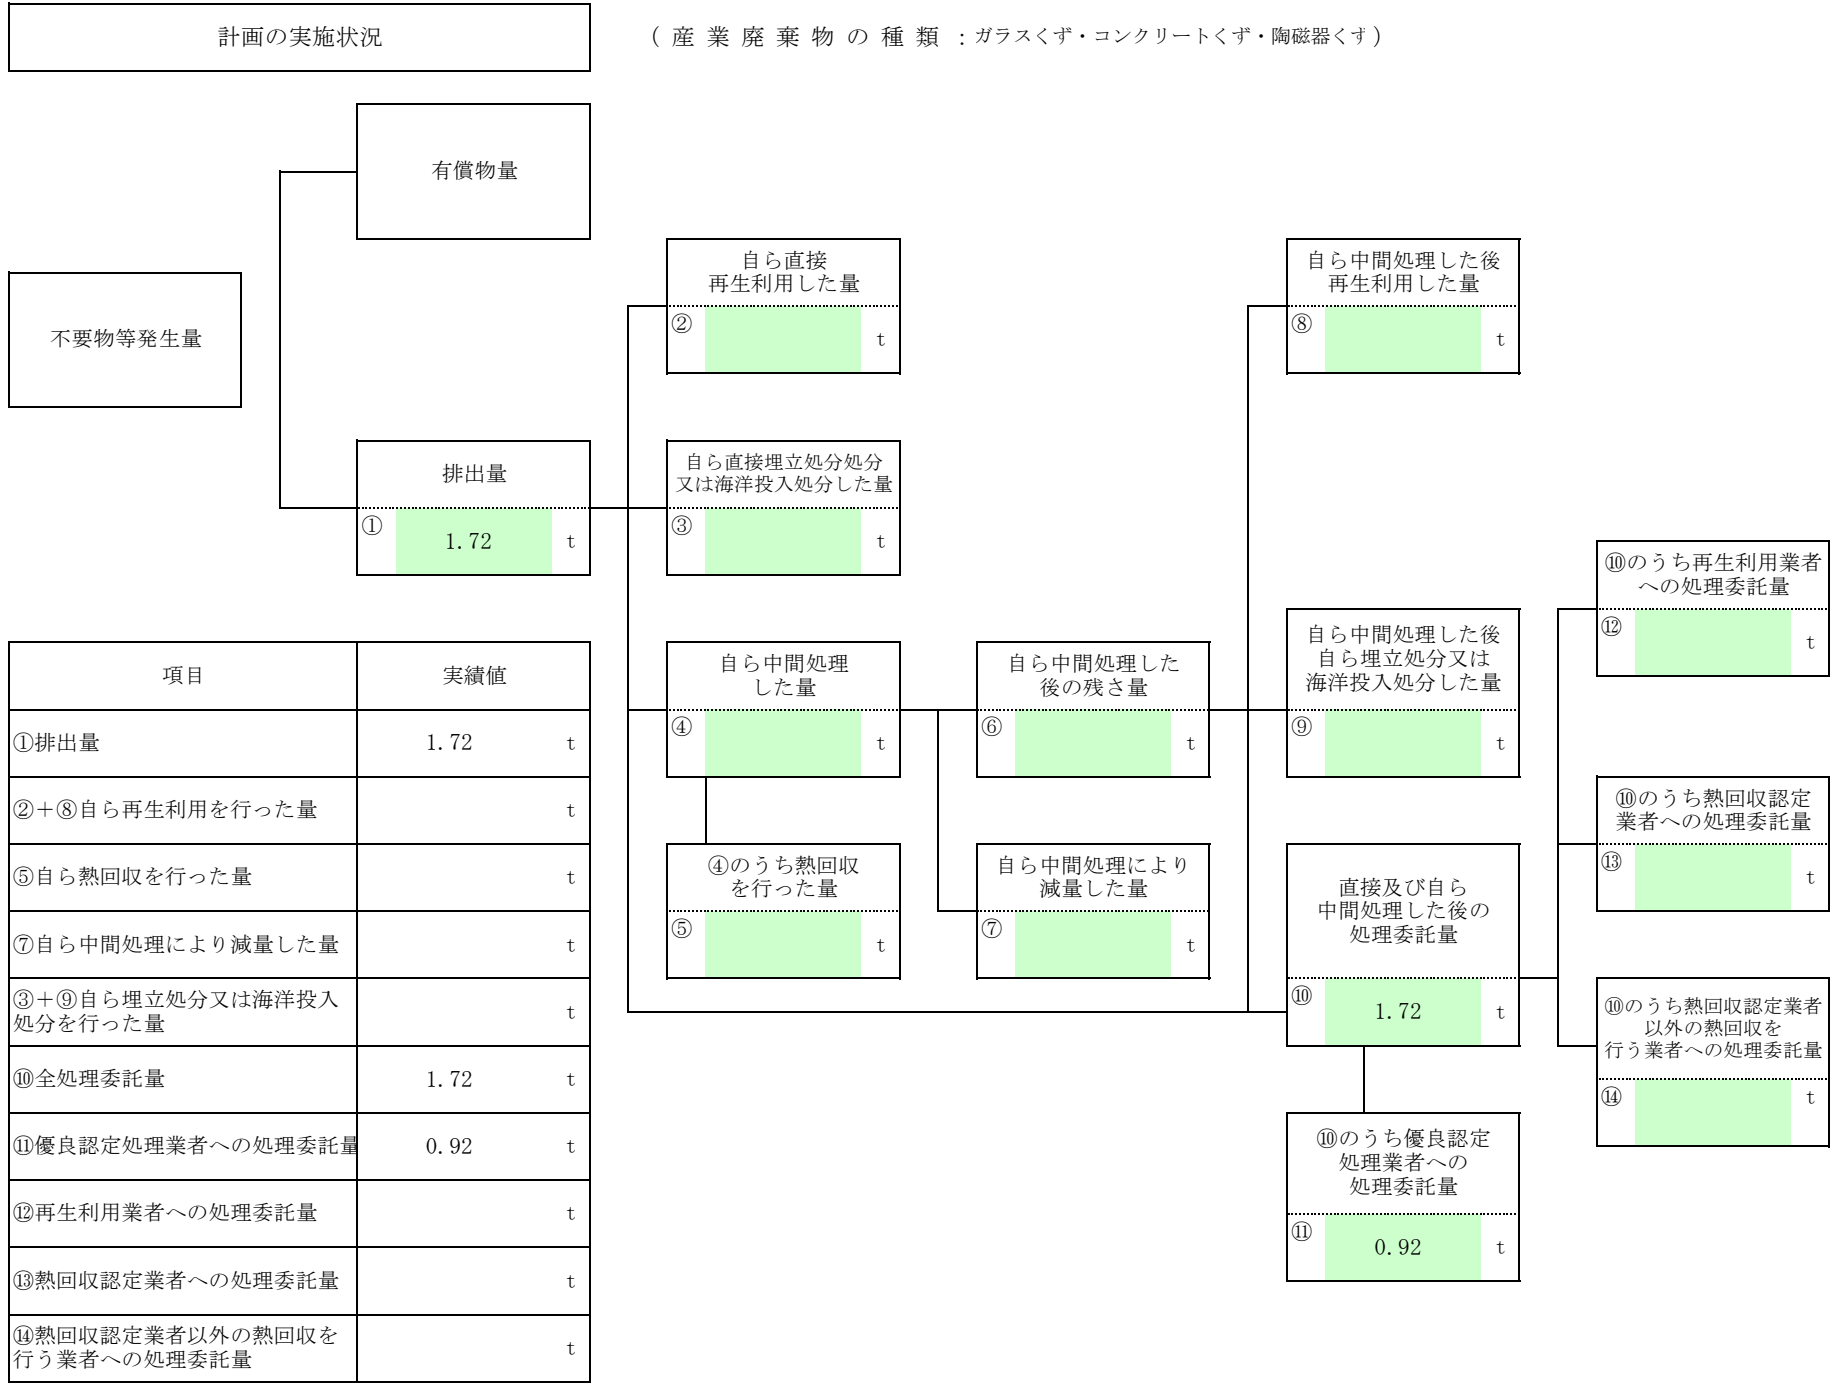 計画の実施状況
（産業廃棄物の種類：ガラスくず・コンクリートくず・陶磁器くず）
有償物量
不要物等発生量
排出量
① 1.72 t
自ら直接
再生利用した量
② t
自ら直接埋立処分処分
又は海洋投入処分した量
③ t
自ら中間処理
した量
④ t
④のうち熱回収
を行った量
⑤ t
自ら中間処理した
後の残さ量
⑥ t
自ら中間処理により
減量した量
⑦ t
自ら中間処理した後
再生利用した量
⑧ t
自ら中間処理した後
自ら埋立処分又は
海洋投入処分した量
⑨ t
直接及び自ら
中間処理した後の
処理委託量
⑩ 1.72 t
⑩のうち優良認定
処理業者への
処理委託量
⑪ 0.92 t
⑩のうち再生利用業者
への処理委託量
⑫ t
⑩のうち熱回収認定
業者への処理委託量
⑬ t
⑩のうち熱回収認定業者
以外の熱回収を
行う業者への処理委託量
⑭ t
項目 実績値
①排出量 1.72 t
②＋⑧自ら再生利用を行った量 t
⑤自ら熱回収を行った量 t
⑦自ら中間処理により減量した量 t
③＋⑨自ら埋立処分又は海洋投入
処分を行った量 t
⑩全処理委託量 1.72 t
⑪優良認定処理業者への処理委託量 0.92 t
⑫再生利用業者への処理委託量 t
⑬熱回収認定業者への処理委託量 t
⑭熱回収認定業者以外の熱回収を
行う業者への処理委託量 t